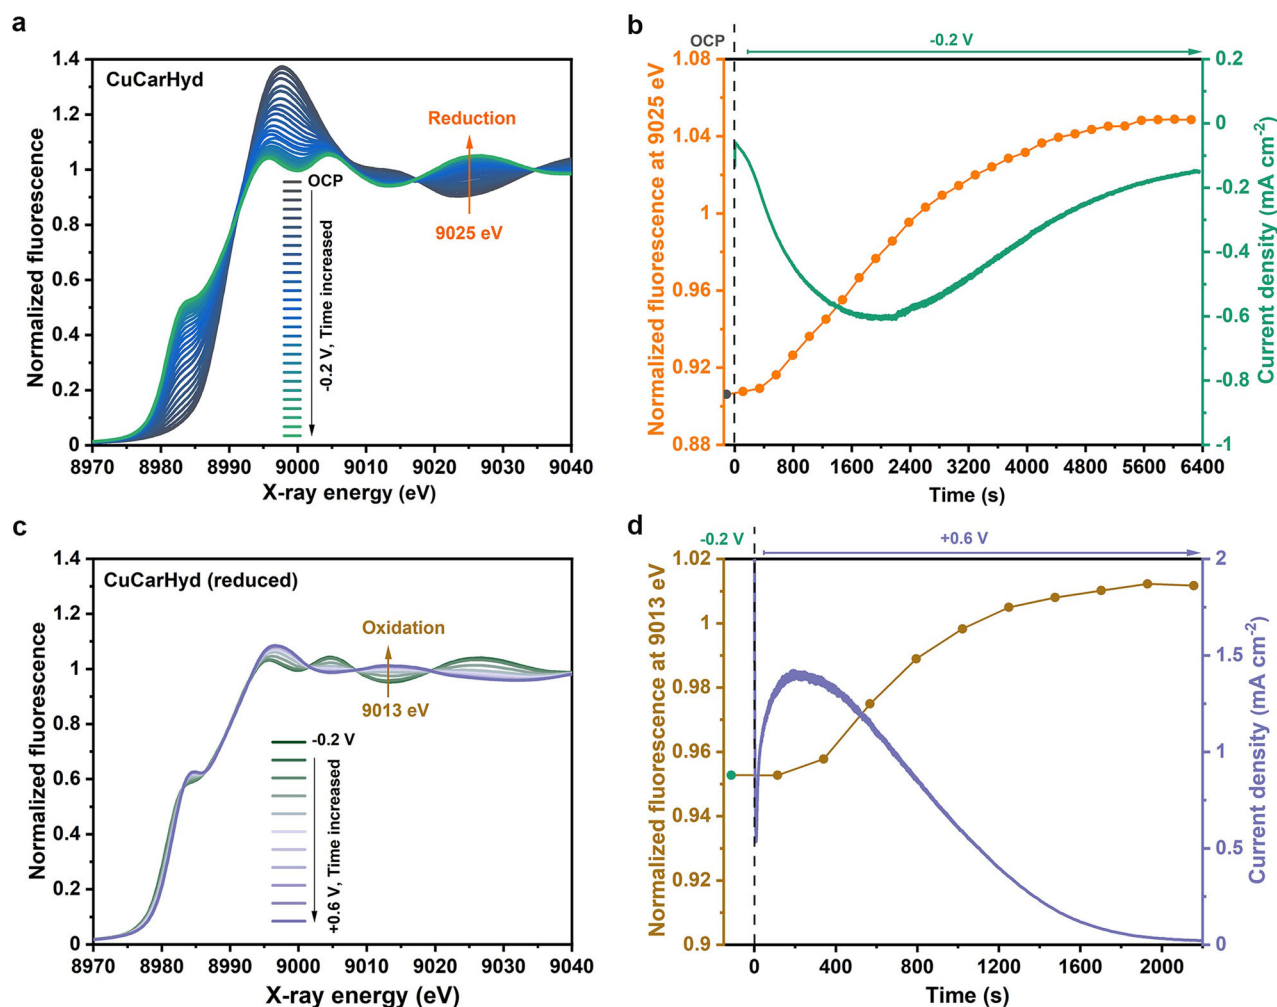 a
CuCarHyd
Normalized fluorescence
1.4
1.2
1
0.8
0.6
0.4
0.2
0
Reduction
9025 eV
OCP
-0.2 V, Time increased
8970 8980 8990 9000 9010 9020 9030 9040
X-ray energy (eV)
b
OCP
-0.2 V
Normalized fluorescence at 9025 eV
1.08
1.04
1
0.96
0.92
0.88
0.2
0
-0.2
-0.4
-0.6
-0.8
-1
Current density (mA cm-2)
0 800 1600 2400 3200 4000 4800 5600 6400
Time (s)
c
CuCarHyd (reduced)
Normalized fluorescence
1.4
1.2
1
0.8
0.6
0.4
0.2
0
Oxidation
9013 eV
-0.2 V
+0.6 V, Time increased
8970 8980 8990 9000 9010 9020 9030 9040
X-ray energy (eV)
d
-0.2 V
+0.6 V
Normalized fluorescence at 9013 eV
1.02
1
0.98
0.96
0.94
0.92
0.9
2
1.5
1
0.5
0
Current density (mA cm-2)
0 400 800 1200 1600 2000
Time (s)